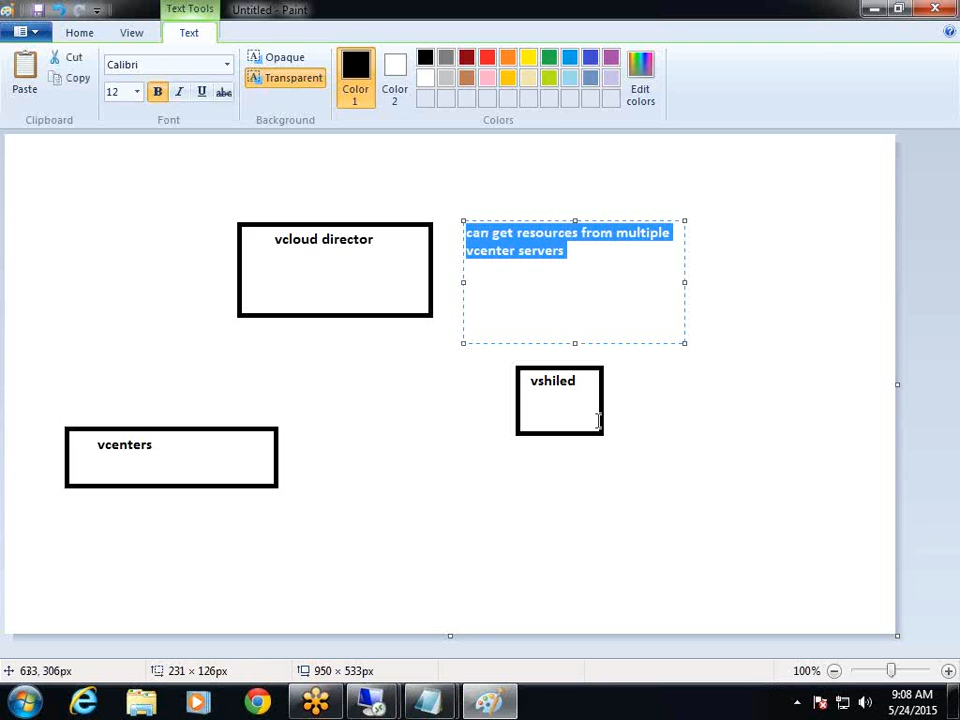 Text Tools
Untitled - Paint
Home
View
Text
Cut
Copy
Paste
Calibri
12
B
I
U
abc
Opaque
Transparent
Color
1
Color
2
Edit
colors
Clipboard
Font
Background
Colors
vcloud director
can get resources from multiple
vcenter servers
vshiled
vcenters
633, 306px
231 × 126px
950 × 533px
100%
9:08 AM
5/24/2015